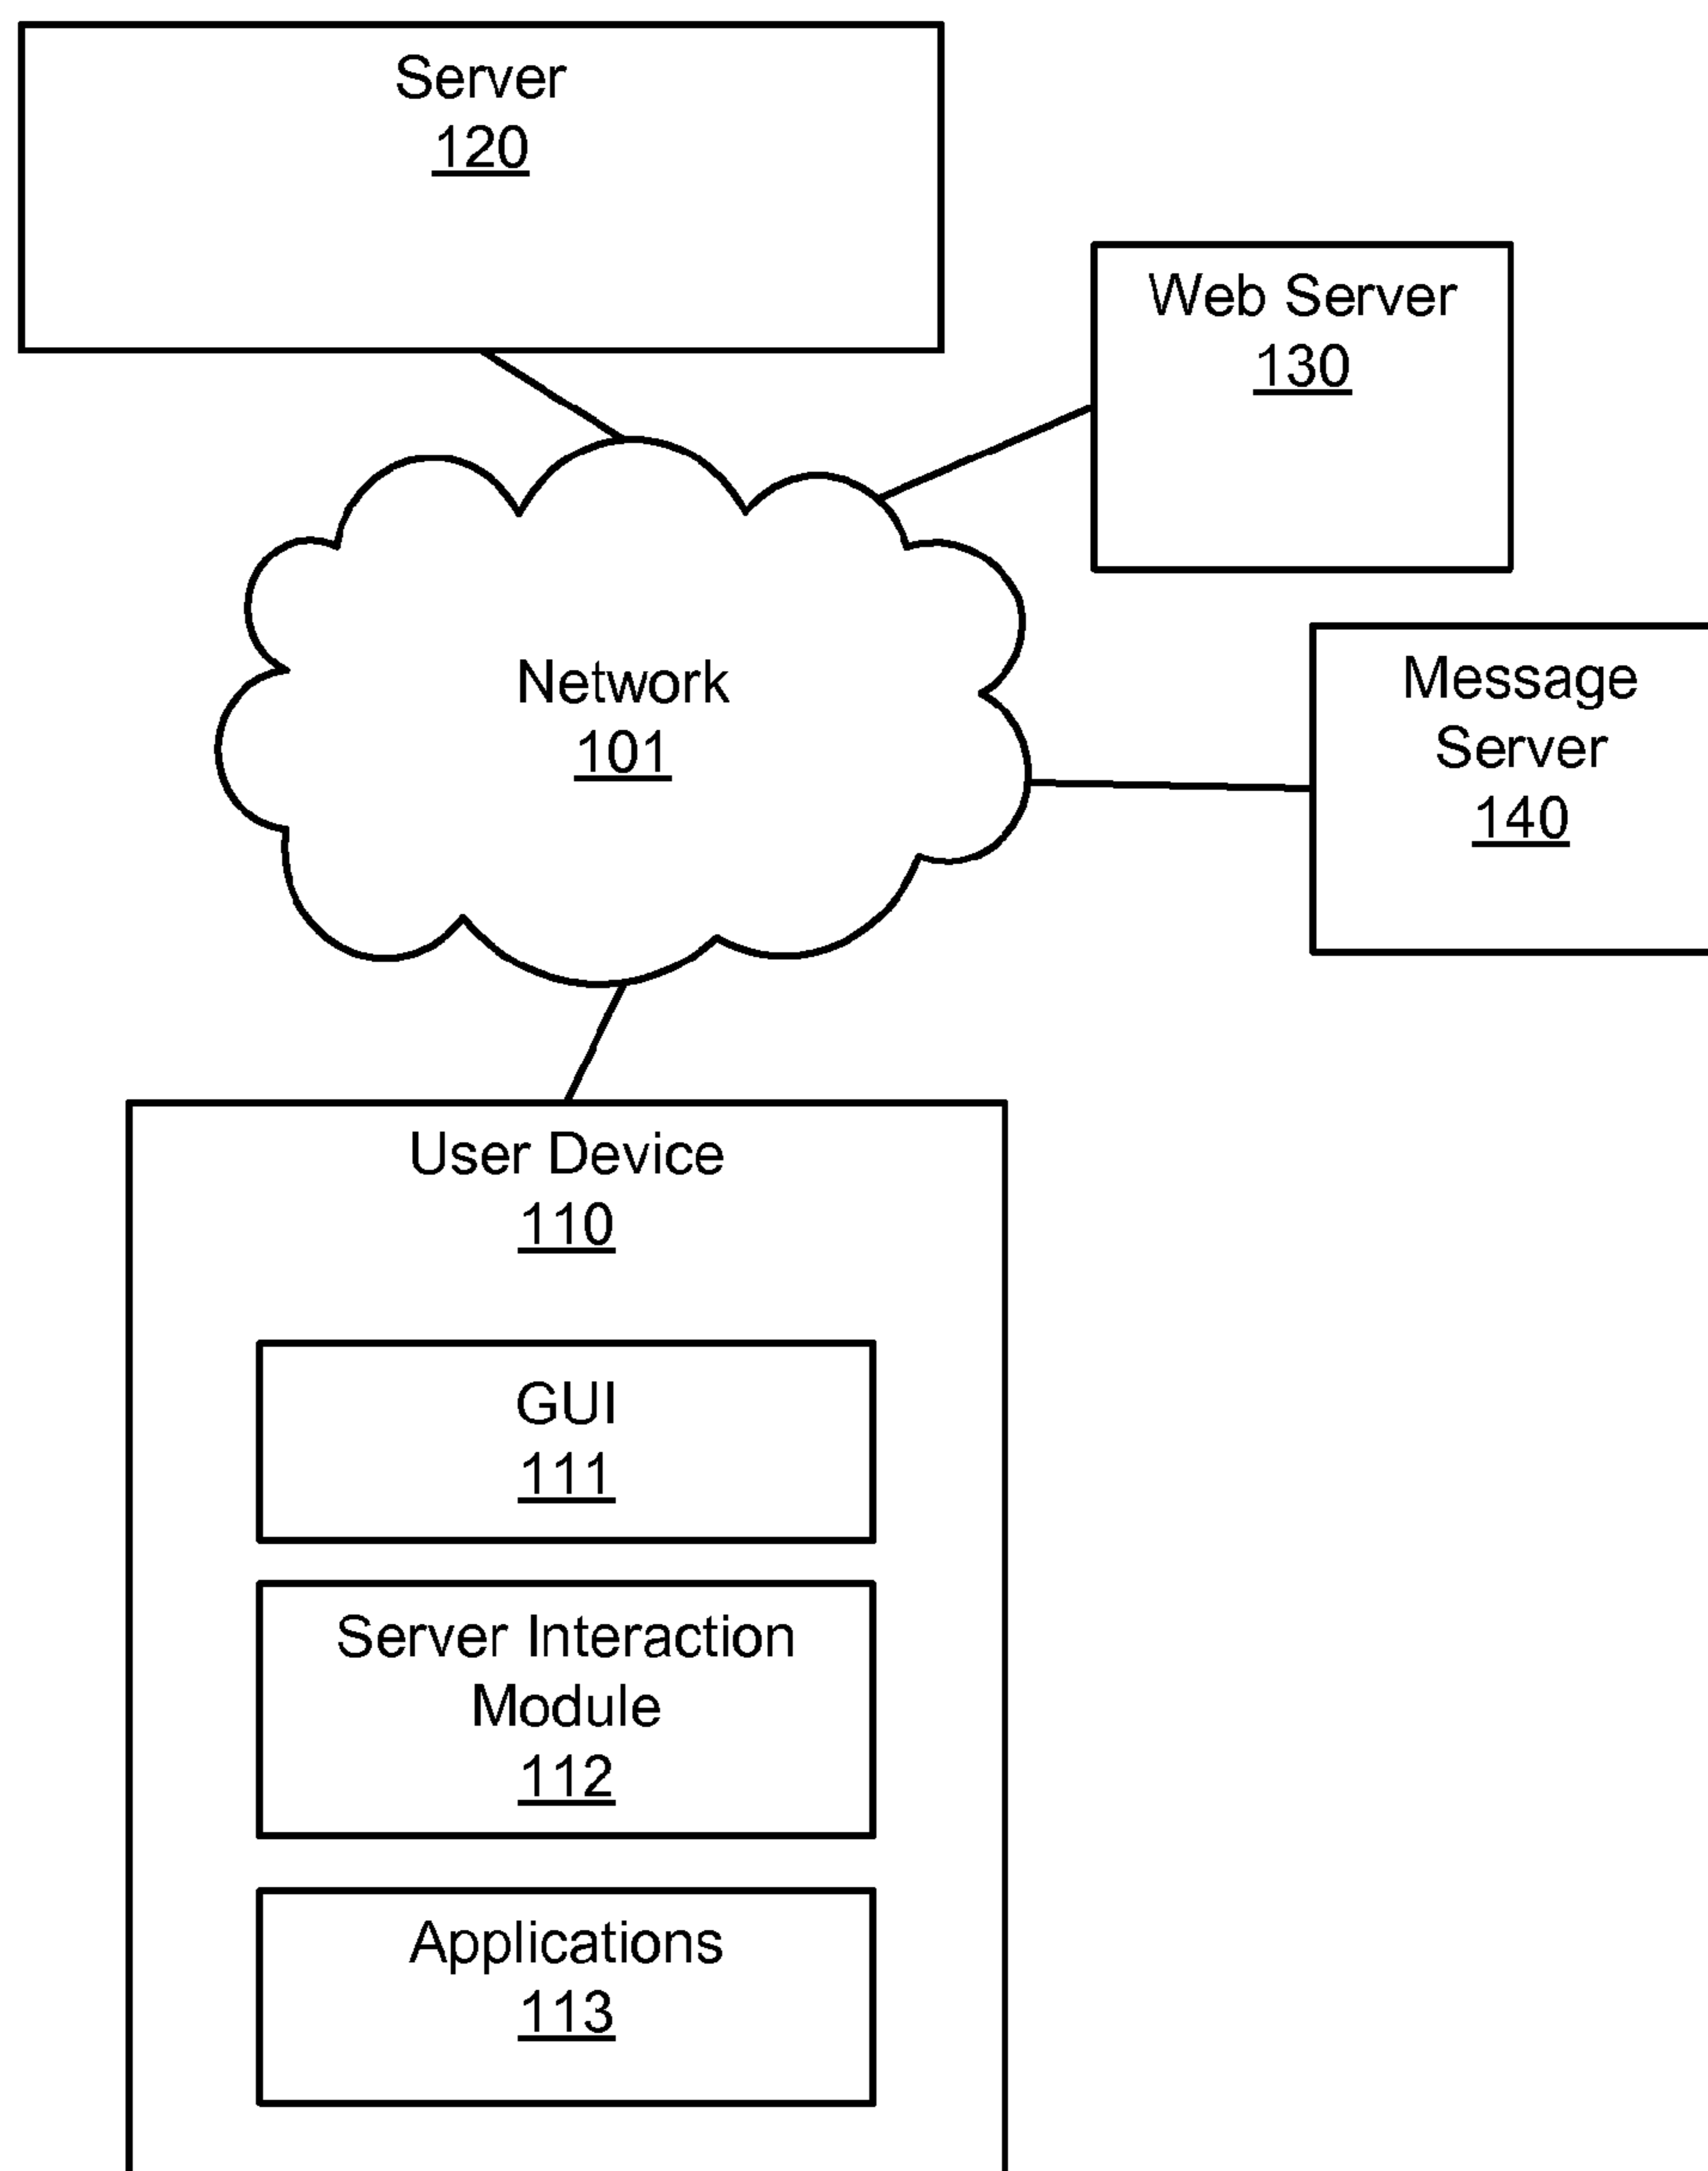 Server
120
Web Server
130
Network
101
Message
Server
140
User Device
110
GUI
111
Server Interaction
Module
112
Applications
113